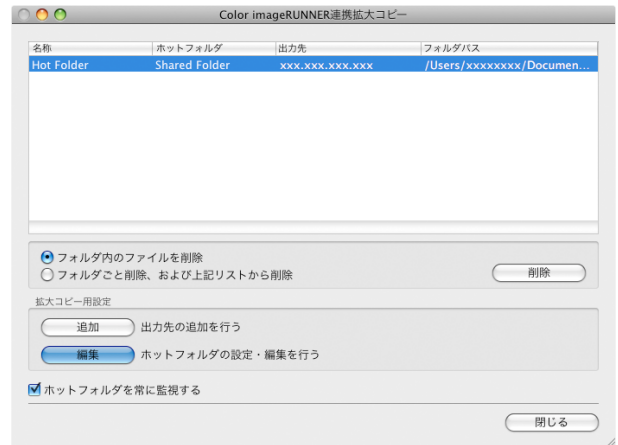 Color imageRUNNER連携拡大コピー
名称 ホットフォルダ 出力先 フォルダパス
Hot Folder Shared Folder xxx.xxx.xxx.xxx /Users/xxxxxxxx/Documen...
フォルダ内のファイルを削除
フォルダごと削除、および上記リストから削除 削除
拡大コピー用設定
追加 出力先の追加を行う
編集 ホットフォルダの設定・編集を行う
ホットフォルダを常に監視する
閉じる